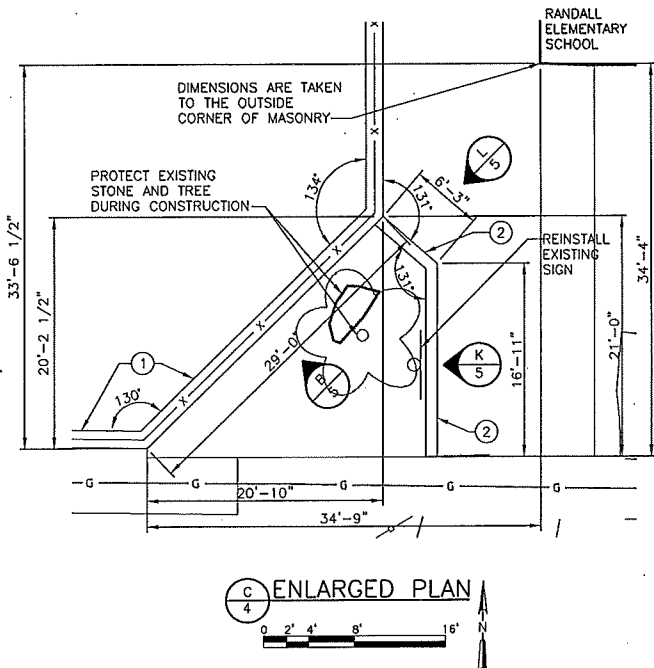 RANDALL
ELEMENTARY
SCHOOL
DIMENSIONS ARE TAKEN
TO THE OUTSIDE
CORNER OF MASONRY
X
L
5
PROTECT EXISTING
STONE AND TREE
DURING CONSTRUCTION
134°
131°
6'-3"
2
X
REINSTALL
EXISTING
SIGN
33'-6 1/2"
34'-4"
131°
20'-2 1/2"
X
29'-0"
21'-0"
16'-11"
1
B
5
K
5
130°
X
2
G
G
G
G
G
20'-10"
34'-9"
C
4
ENLARGED PLAN
N
0 2' 4' 8' 16'